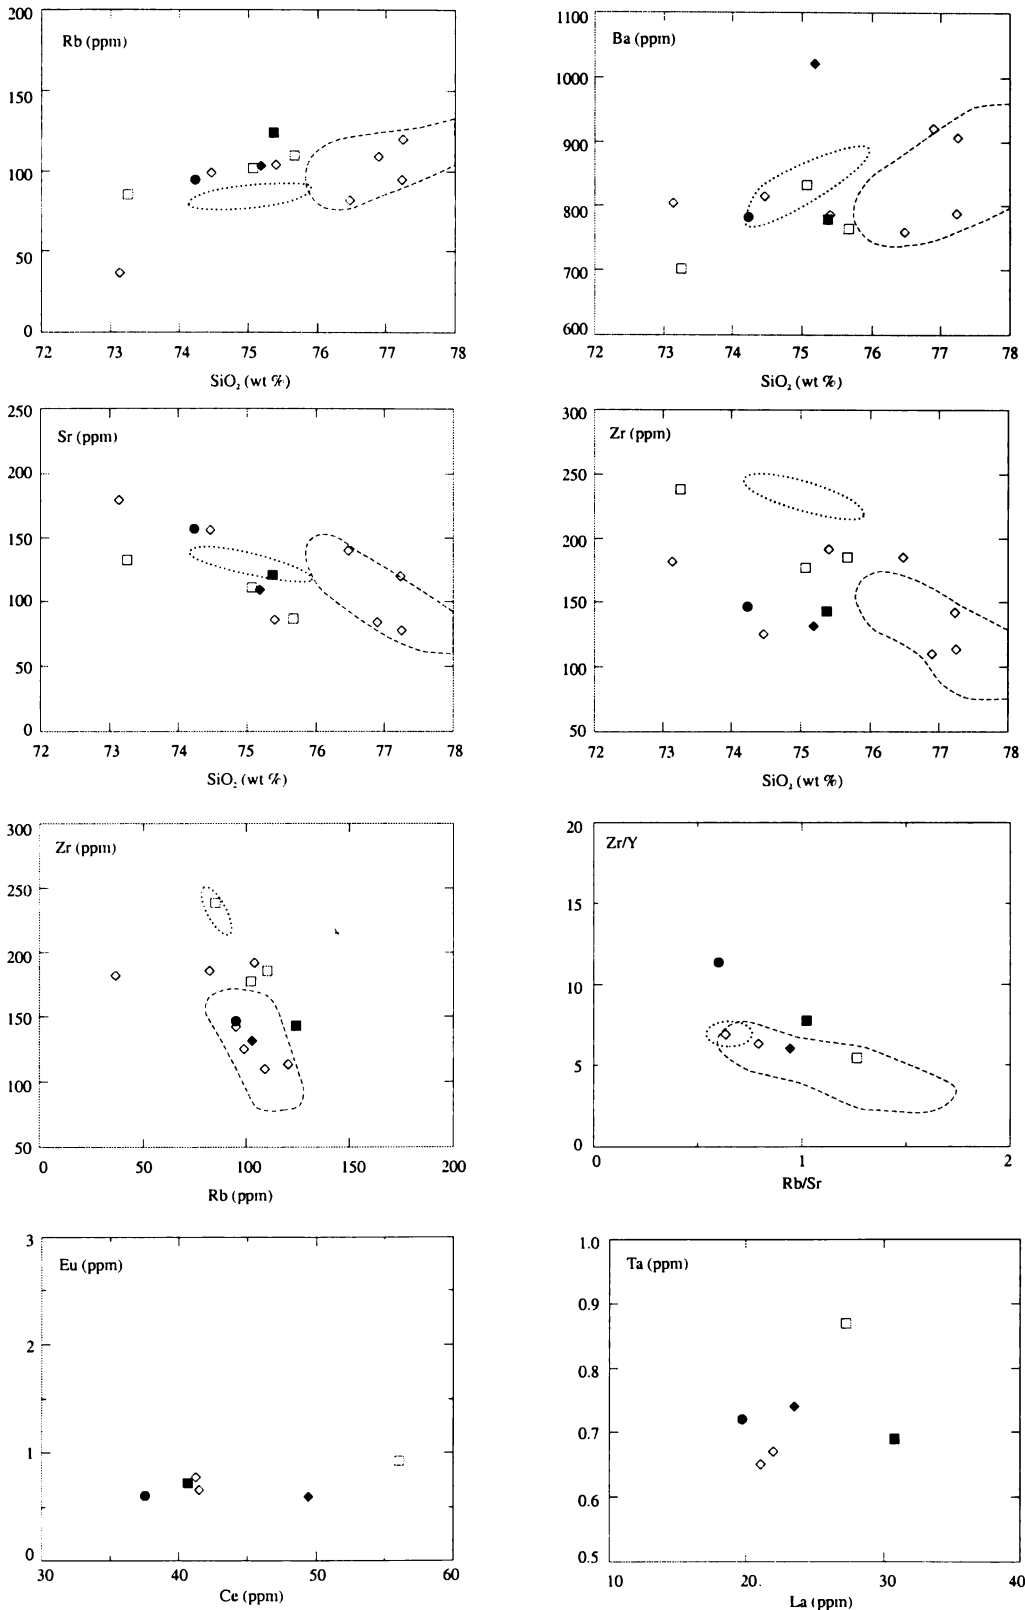 200
Rb (ppm)
150
100
50
0
72 73 74 75 76 77 78
SiO₂ (wt %)
1100
Ba (ppm)
1000
900
800
700
600
72 73 74 75 76 77 78
SiO₂ (wt %)
250
Sr (ppm)
200
150
100
50
0
72 73 74 75 76 77 78
SiO₂ (wt %)
300
Zr (ppm)
250
200
150
100
50
72 73 74 75 76 77 78
SiO₂ (wt %)
300
Zr (ppm)
250
200
150
100
50
0 50 100 150 200
Rb (ppm)
20
Zr/Y
15
10
5
0
0 1 2
Rb/Sr
3
Eu (ppm)
2
1
0
30 40 50 60
Ce (ppm)
1.0
Ta (ppm)
0.9
0.8
0.7
0.6
0.5
10 20. 30 40
La (ppm)